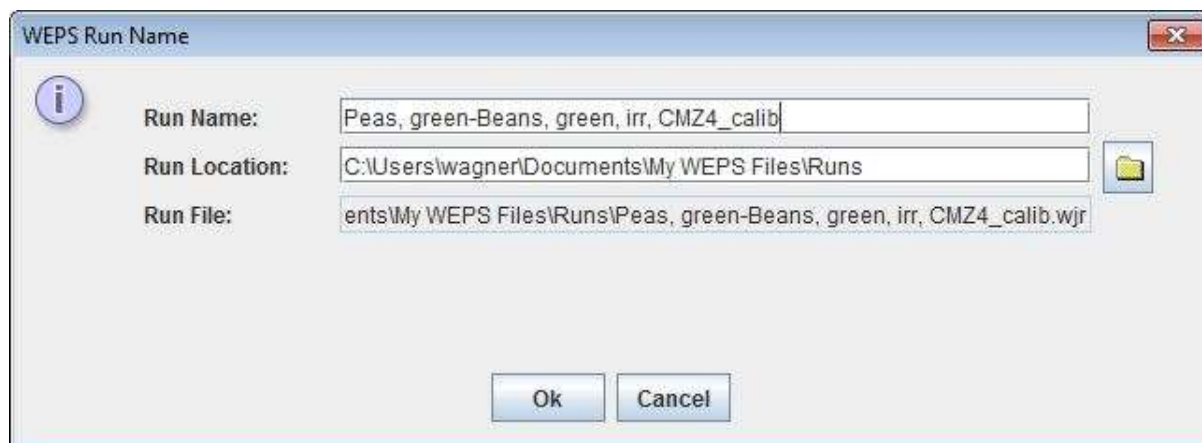 WEPS Run Name
Run Name: Peas, green-Beans, green, irr, CMZ4_calib
Run Location: C:\Users\wagner\Documents\My WEPS Files\Runs
Run File: ents\My WEPS Files\Runs\Peas, green-Beans, green, irr, CMZ4_calib.wjr
Ok Cancel